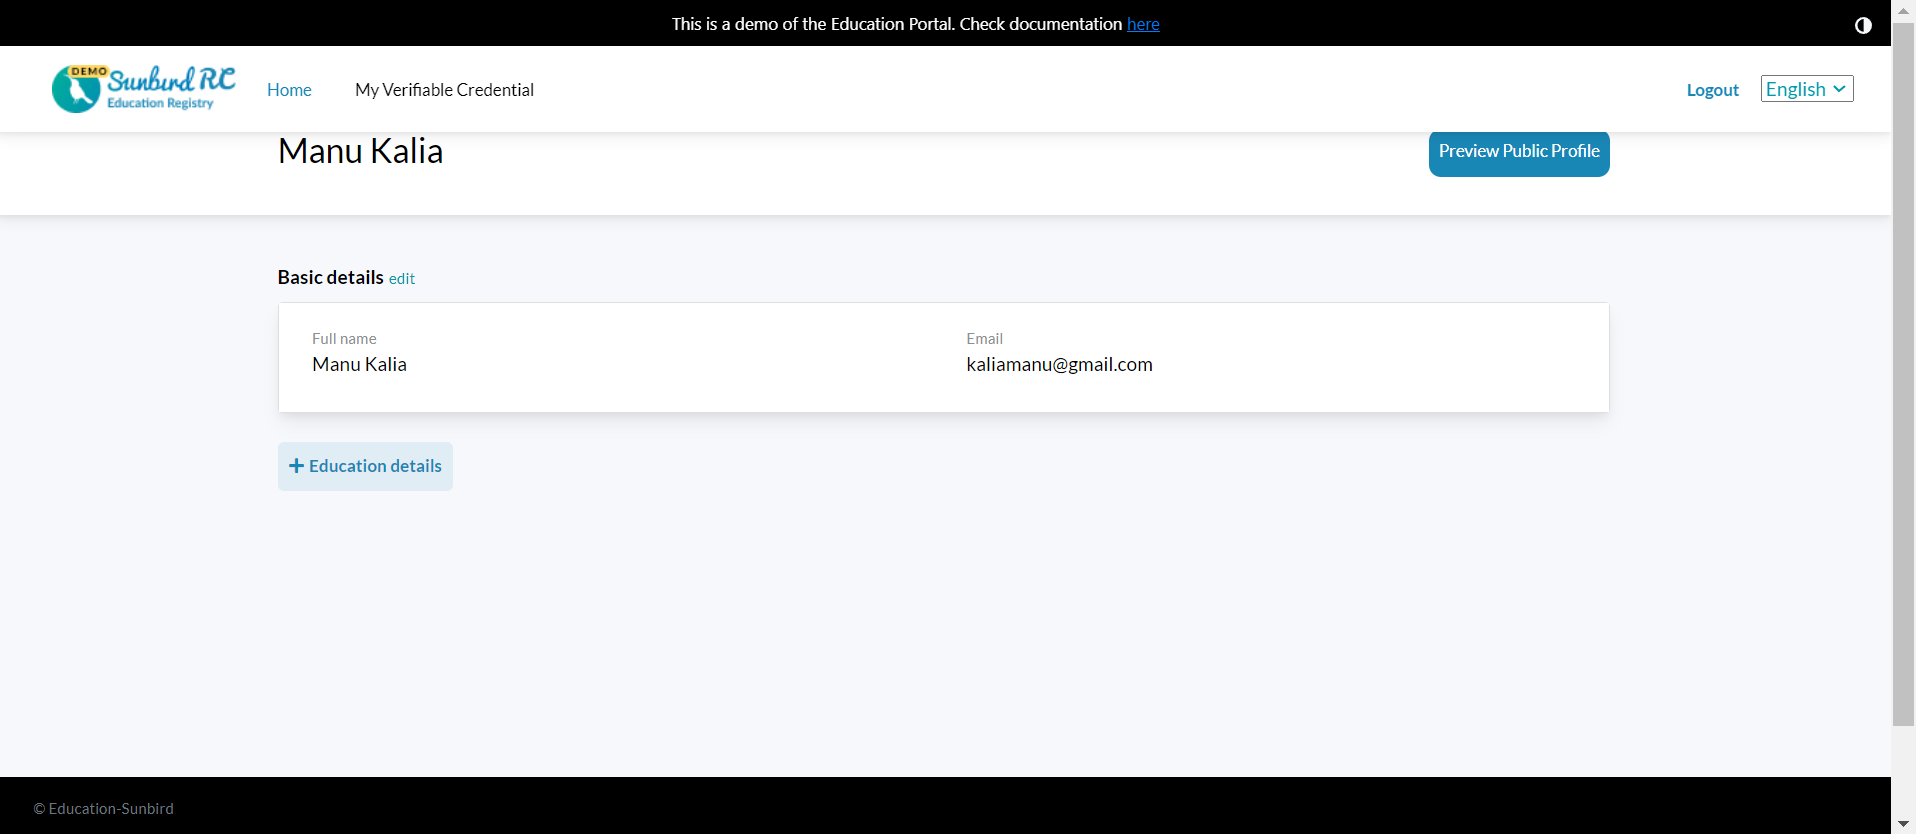 This is a demo of the Education Portal. Check documentation here
DEMO
Sunbird RC
Education Registry
Home
My Verifiable Credential
Logout
English
Manu Kalia
Preview Public Profile
Basic details edit
Full name
Manu Kalia
Email
kaliamanu@gmail.com
+ Education details
© Education-Sunbird